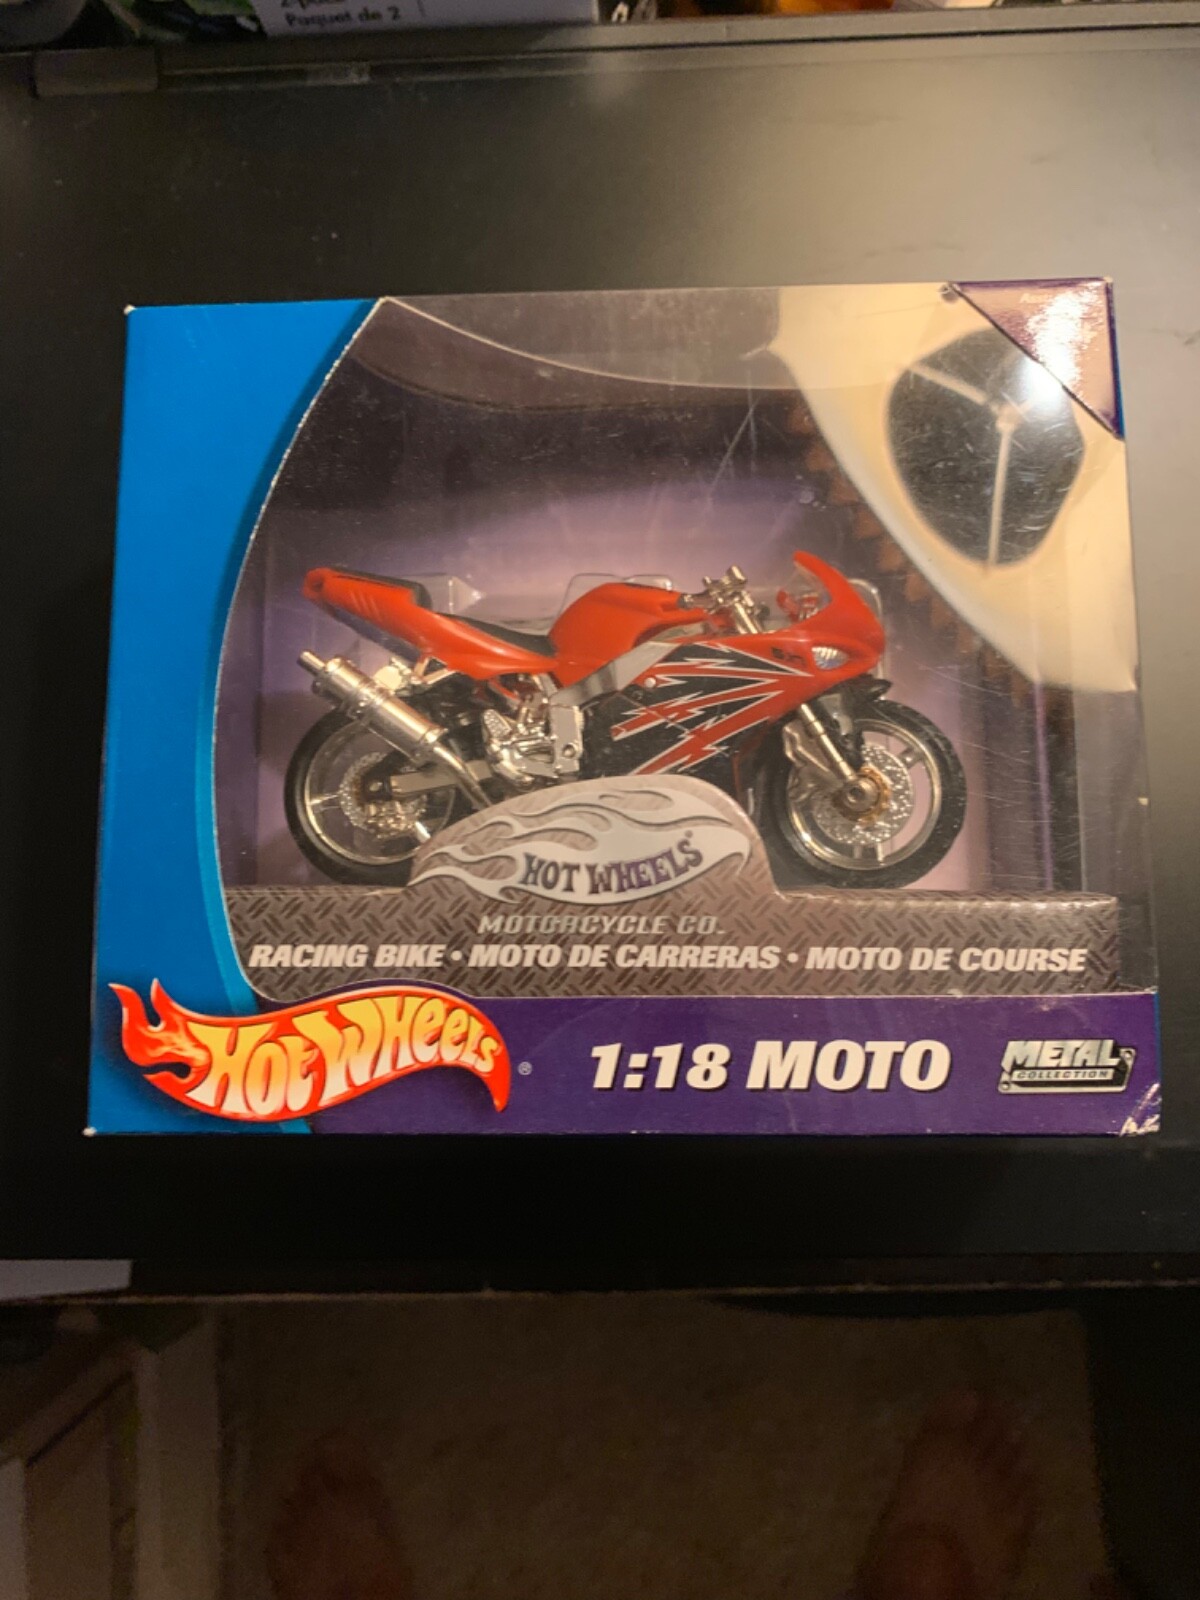 Paquet de 2
HOT WHEELS®
MOTORCYCLE CO.
RACING BIKE • MOTO DE CARRERAS • MOTO DE COURSE
HOT WHEELS®
1:18 MOTO
METAL
COLLECTION